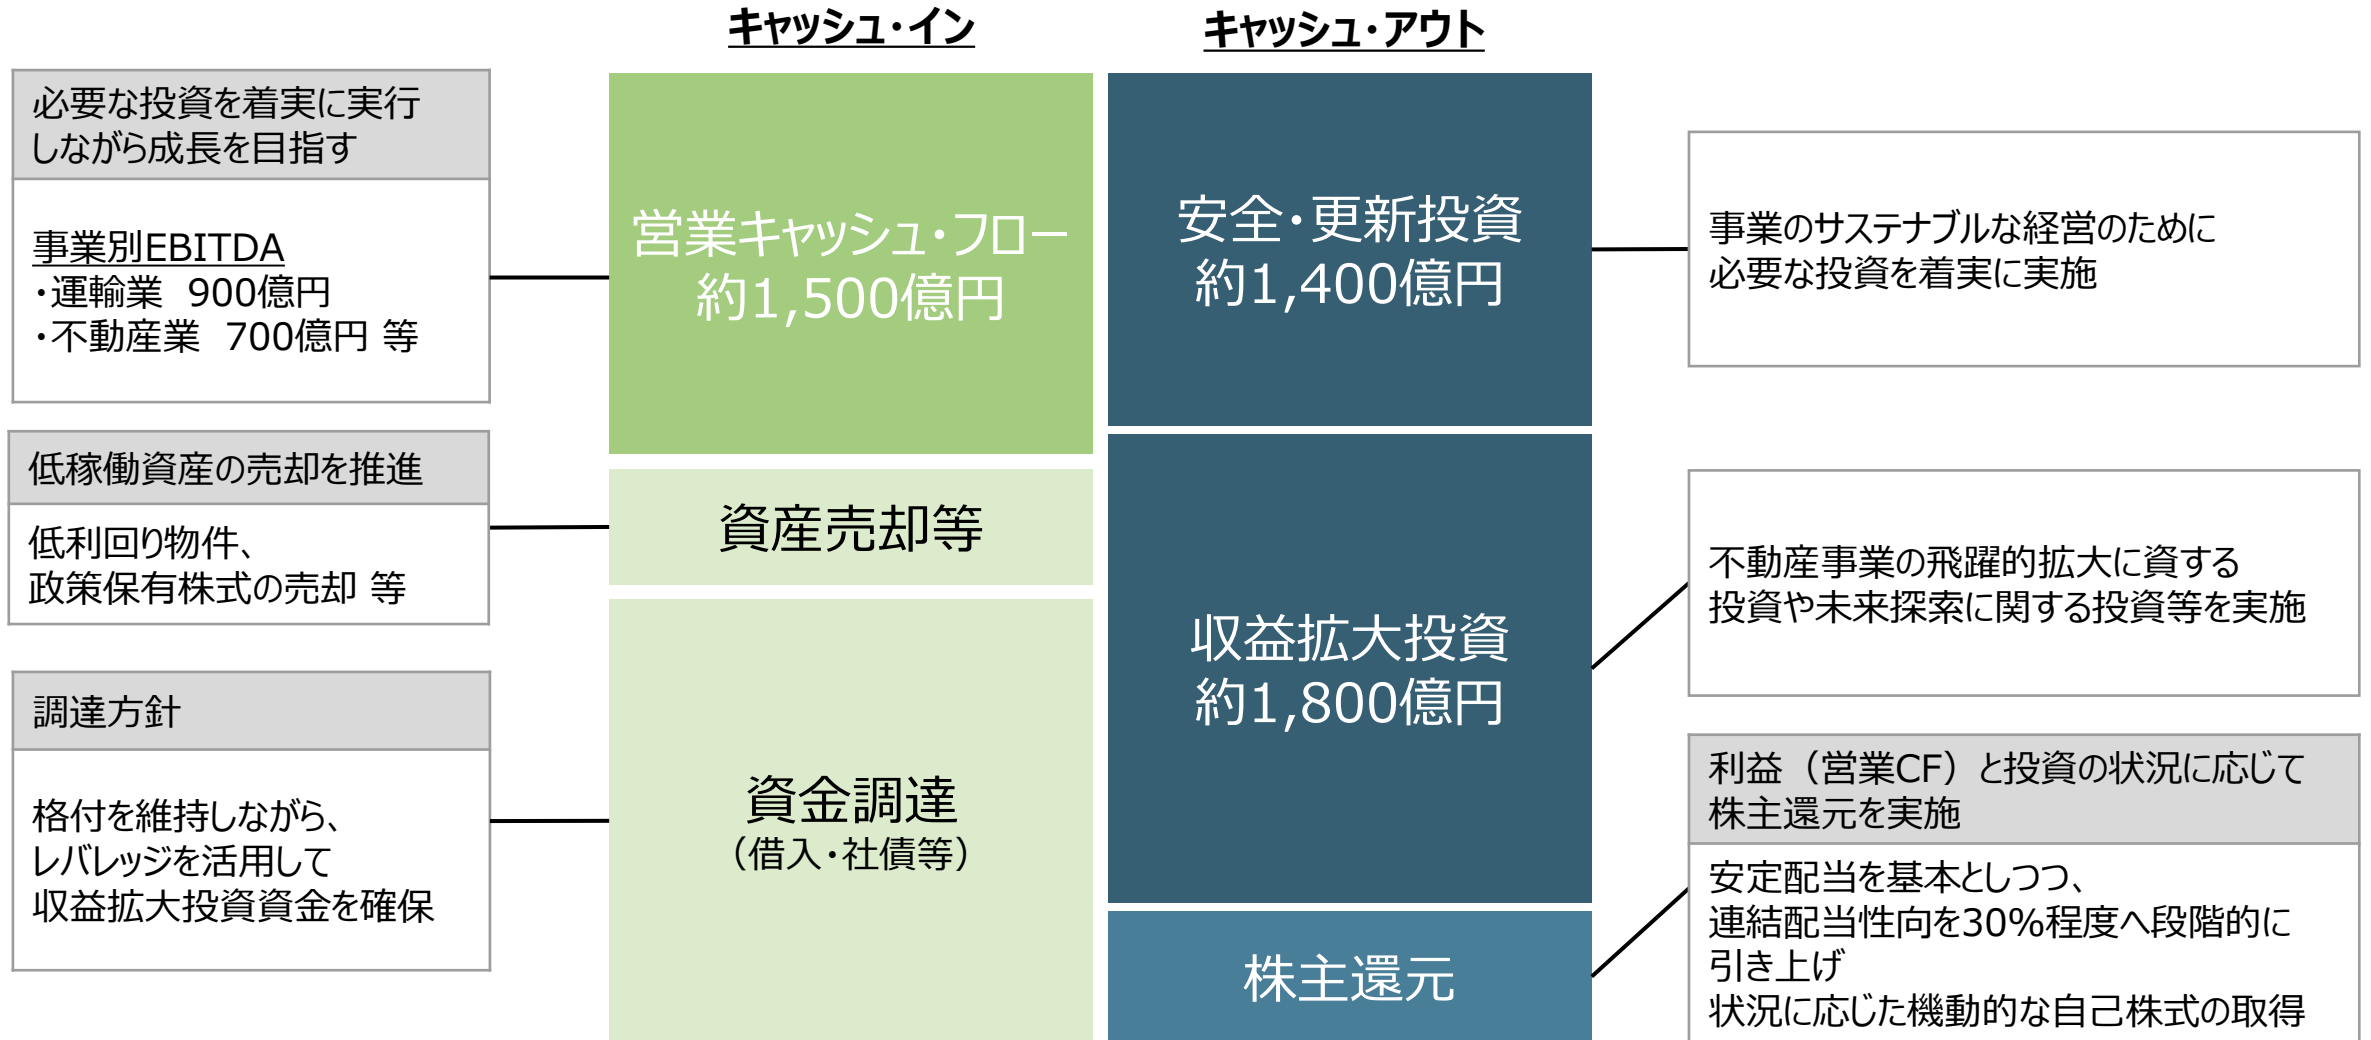 キャッシュ・イン
キャッシュ・アウト
必要な投資を着実に実行
しながら成長を目指す
事業別EBITDA
・運輸業 900億円
・不動産業 700億円 等
低稼働資産の売却を推進
低利回り物件、
政策保有株式の売却 等
調達方針
格付を維持しながら、
レバレッジを活用して
収益拡大投資資金を確保
営業キャッシュ・フロー
約1,500億円
資産売却等
資金調達
（借入・社債等）
安全・更新投資
約1,400億円
収益拡大投資
約1,800億円
株主還元
事業のサステナブルな経営のために
必要な投資を着実に実施
不動産事業の飛躍的拡大に資する
投資や未来探索に関する投資等を実施
利益（営業CF）と投資の状況に応じて
株主還元を実施
安定配当を基本としつつ、
連結配当性向を30%程度へ段階的に
引き上げ
状況に応じた機動的な自己株式の取得